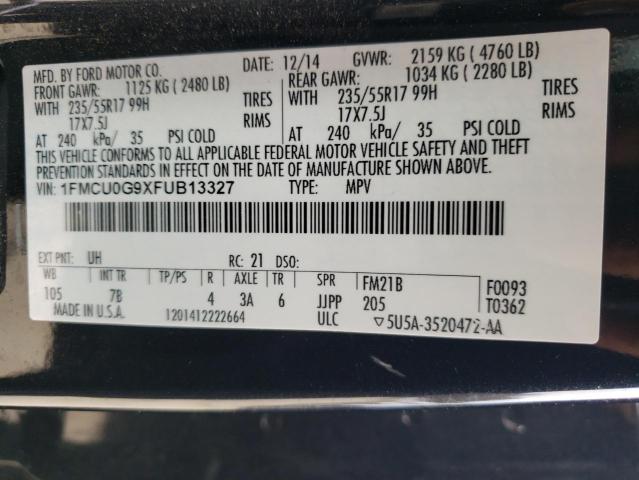 MFD. BY FORD MOTOR CO. DATE: 12/14 GVWR: 2159 KG ( 4760 LB)
FRONT GAWR: 1125 KG ( 2480 LB) REAR GAWR: 1034 KG ( 2280 LB)
WITH 235/55R17 99H TIRES WITH 235/55R17 99H TIRES
17X7.5J RIMS 17X7.5J RIMS
AT 240 kPa/ 35 PSI COLD AT 240 kPa/ 35 PSI COLD
THIS VEHICLE CONFORMS TO ALL APPLICABLE FEDERAL MOTOR VEHICLE SAFETY AND THEFT
PREVENTION STANDARDS IN EFFECT ON THE DATE OF MANUFACTURE SHOWN ABOVE.
VIN: 1FMCU0G9XFUB13327 TYPE: MPV
EXT PNT: UH RC: 21 DSO:
WB INT TR TP/PS R AXLE TR SPR FM21B F0093
105 7B 4 3A 6 JJPP 205 T0362
MADE IN U.S.A. 1201412222664 ULC ▽5U5A-3520472-AA